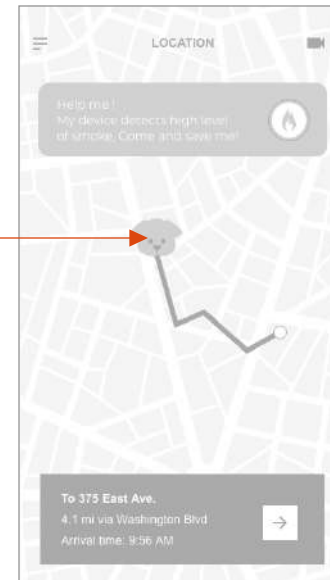 LOCATION
Help me !
My device detects high level
of smoke, Come and save me!
To 375 East Ave.
4.1 mi via Washington Blvd
Arrival time: 9:56 AM